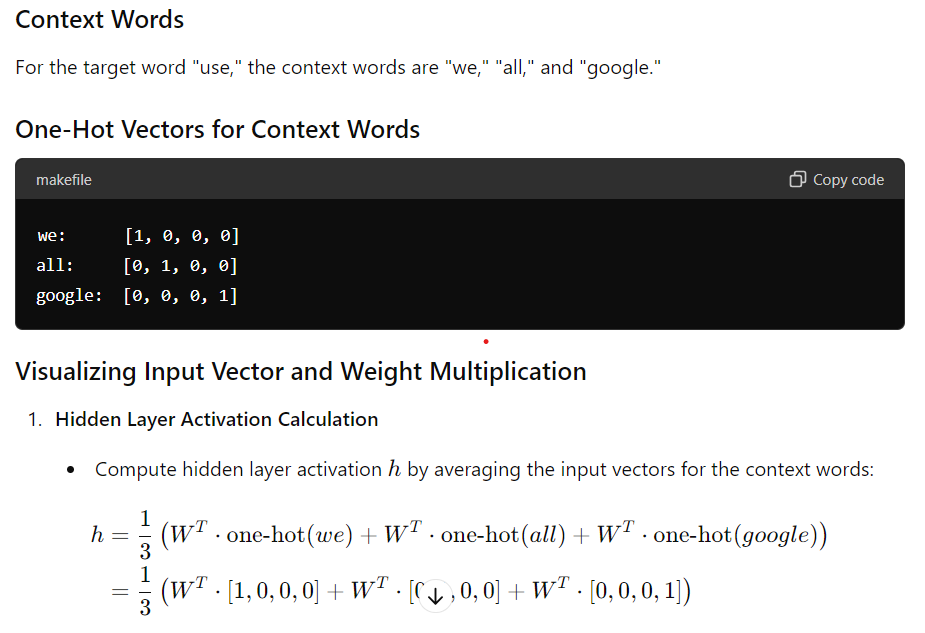 Context Words
For the target word "use," the context words are "we," "all," and "google."
One-Hot Vectors for Context Words
makefile Copy code
we: [1, 0, 0, 0]
all: [0, 1, 0, 0]
google: [0, 0, 0, 1]
Visualizing Input Vector and Weight Multiplication
1. Hidden Layer Activation Calculation
• Compute hidden layer activation h by averaging the input vectors for the context words:
h = 1/3 (W^T · one-hot(we) + W^T · one-hot(all) + W^T · one-hot(google))
= 1/3 (W^T · [1, 0, 0, 0] + W^T · [ , 0, 0] + W^T · [0, 0, 0, 1])